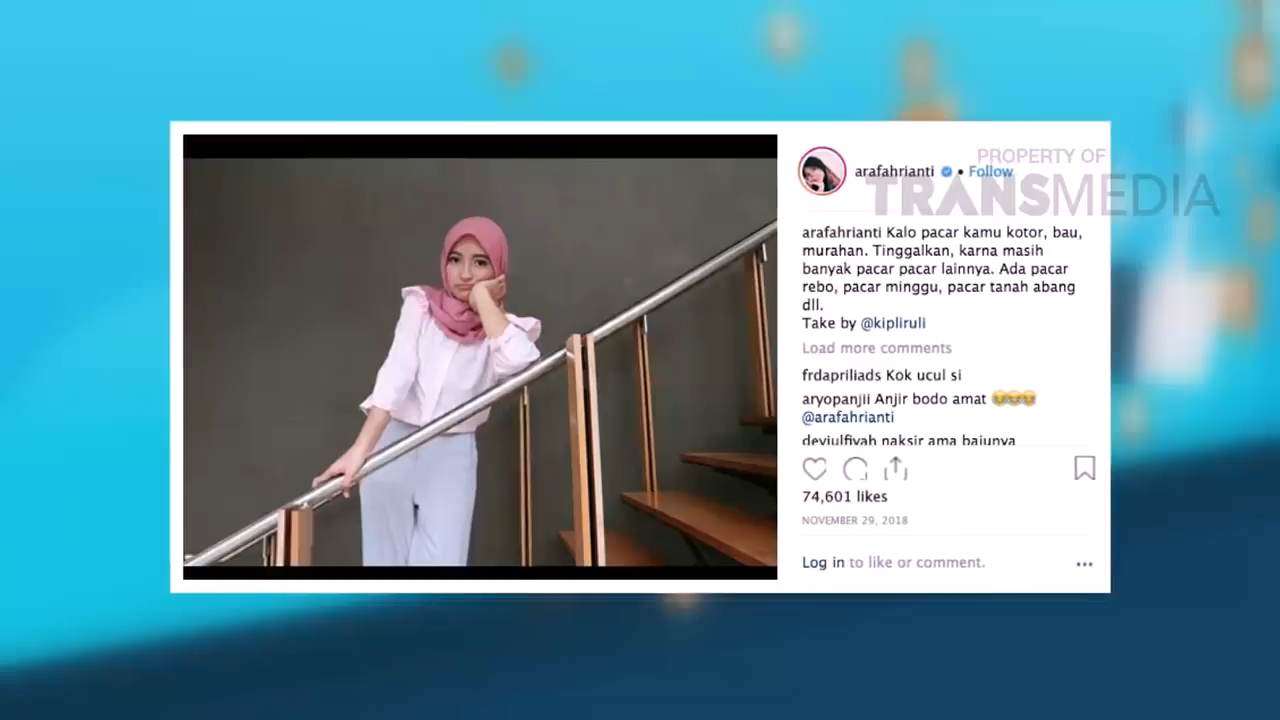 PROPERTY OF
TRANSMEDIA
arafahrianti • Follow
arafahrianti Kalo pacar kamu kotor, bau,
murahan. Tinggalkan, karna masih
banyak pacar pacar lainnya. Ada pacar
rebo, pacar minggu, pacar tanah abang
dll.
Take by @kipliruli
Load more comments
frdapriliads Kok ucul si
aryopanjii Anjir bodo amat
@arafahrianti
deviulfiyah naksir ama bajunya
74,601 likes
NOVEMBER 29, 2018
Log in to like or comment.